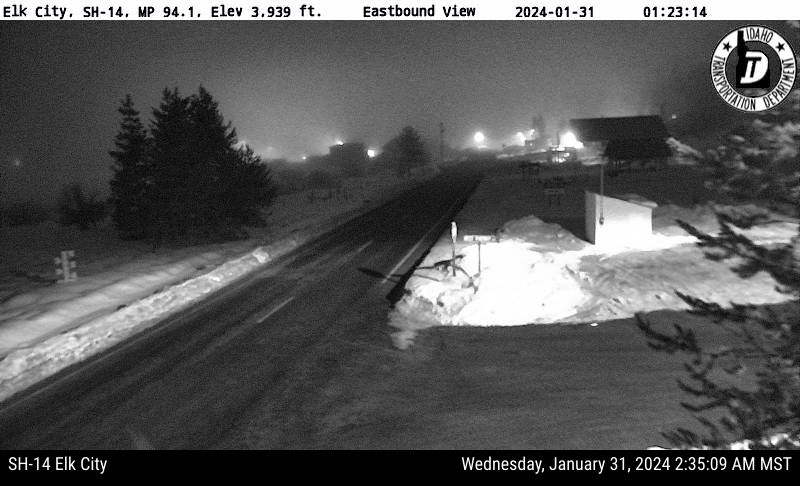 Elk City, SH-14, MP 94.1, Elev 3,939 ft. Eastbound View 2024-01-31 01:23:14
IDAHO
TRANSPORTATION DEPARTMENT
SH-14 Elk City Wednesday, January 31, 2024 2:35:09 AM MST